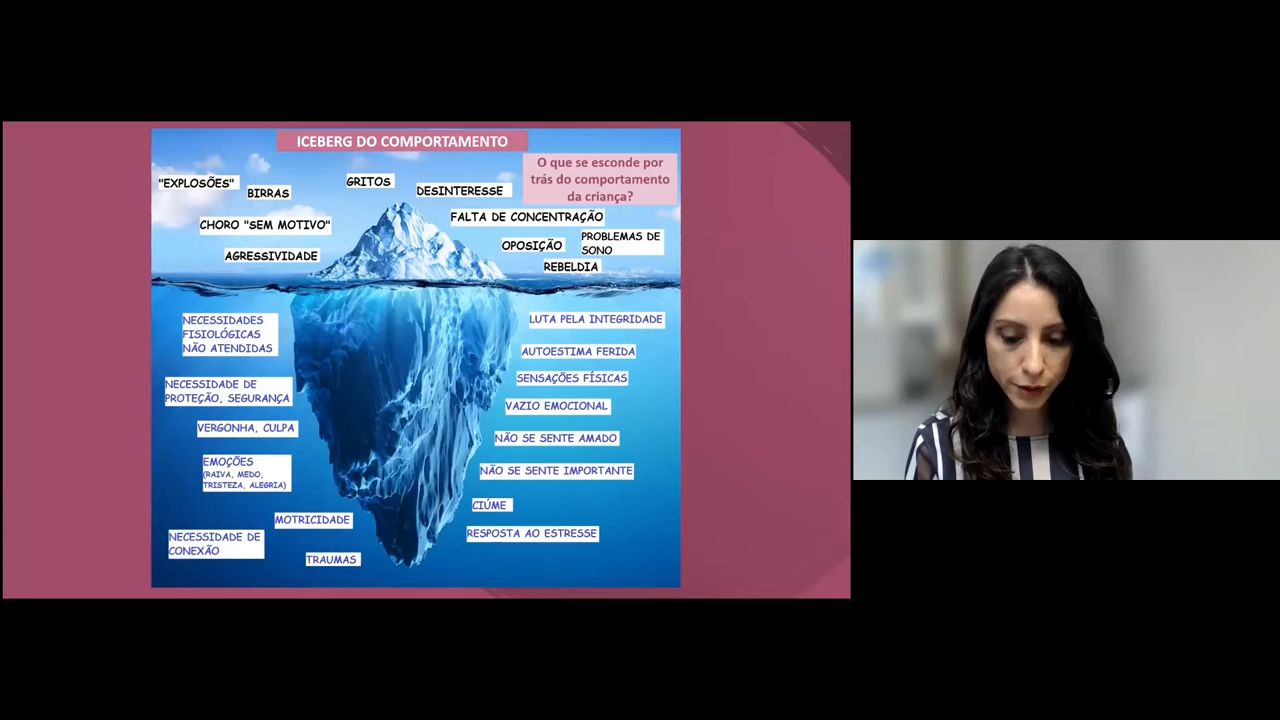 ICEBERG DO COMPORTAMENTO
O que se esconde por
trás do comportamento
da criança?
"EXPLOSÕES"
BIRRAS
GRITOS
DESINTERESSE
CHORO "SEM MOTIVO"
FALTA DE CONCENTRAÇÃO
AGRESSIVIDADE
OPOSIÇÃO
PROBLEMAS DE
SONO
REBELDIA
NECESSIDADES
FISIOLÓGICAS
NÃO ATENDIDAS
NECESSIDADE DE
PROTEÇÃO, SEGURANÇA
VERGONHA, CULPA
EMOÇÕES
(RAIVA, MEDO,
TRISTEZA, ALEGRIA)
MOTRICIDADE
NECESSIDADE DE
CONEXÃO
TRAUMAS
LUTA PELA INTEGRIDADE
AUTOESTIMA FERIDA
SENSAÇÕES FÍSICAS
VAZIO EMOCIONAL
NÃO SE SENTE AMADO
NÃO SE SENTE IMPORTANTE
CIÚME
RESPOSTA AO ESTRESSE